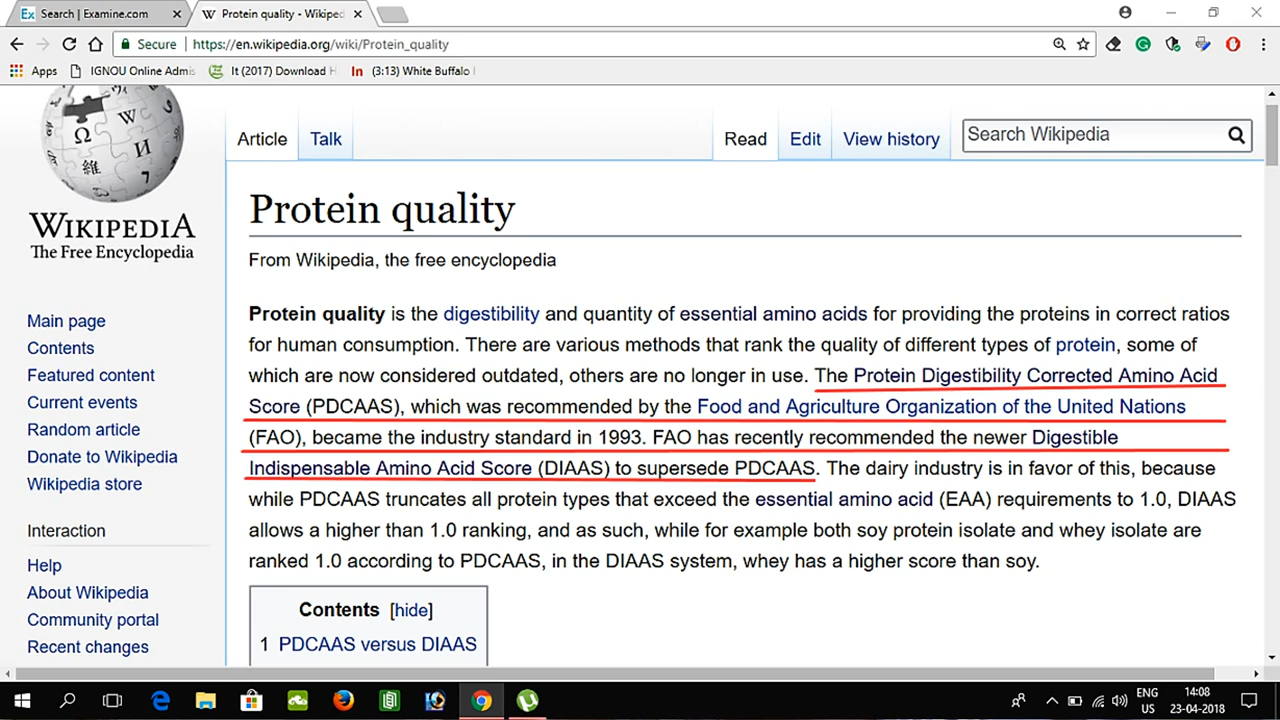 Search | Examine.com
Protein quality - Wikiped
Secure
https://en.wikipedia.org/wiki/Protein_quality
Apps
IGNOU Online Admis
It (2017) Download H
(3:13) White Buffalo
WIKIPEDIA
The Free Encyclopedia
Main page
Contents
Featured content
Current events
Random article
Donate to Wikipedia
Wikipedia store
Interaction
Help
About Wikipedia
Community portal
Recent changes
Article
Talk
Read
Edit
View history
Search Wikipedia
Protein quality
From Wikipedia, the free encyclopedia
Protein quality is the digestibility and quantity of essential amino acids for providing the proteins in correct ratios
for human consumption. There are various methods that rank the quality of different types of protein, some of
which are now considered outdated, others are no longer in use. The Protein Digestibility Corrected Amino Acid
Score (PDCAAS), which was recommended by the Food and Agriculture Organization of the United Nations
(FAO), became the industry standard in 1993. FAO has recently recommended the newer Digestible
Indispensable Amino Acid Score (DIAAS) to supersede PDCAAS. The dairy industry is in favor of this, because
while PDCAAS truncates all protein types that exceed the essential amino acid (EAA) requirements to 1.0, DIAAS
allows a higher than 1.0 ranking, and as such, while for example both soy protein isolate and whey isolate are
ranked 1.0 according to PDCAAS, in the DIAAS system, whey has a higher score than soy.
Contents [hide]
1 PDCAAS versus DIAAS
ENG
US
14:08
23-04-2018